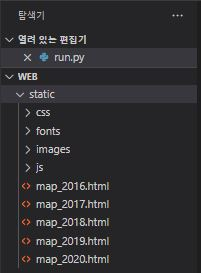 탐색기
열려 있는 편집기
run.py
WEB
static
css
fonts
images
js
map_2016.html
map_2017.html
map_2018.html
map_2019.html
map_2020.html